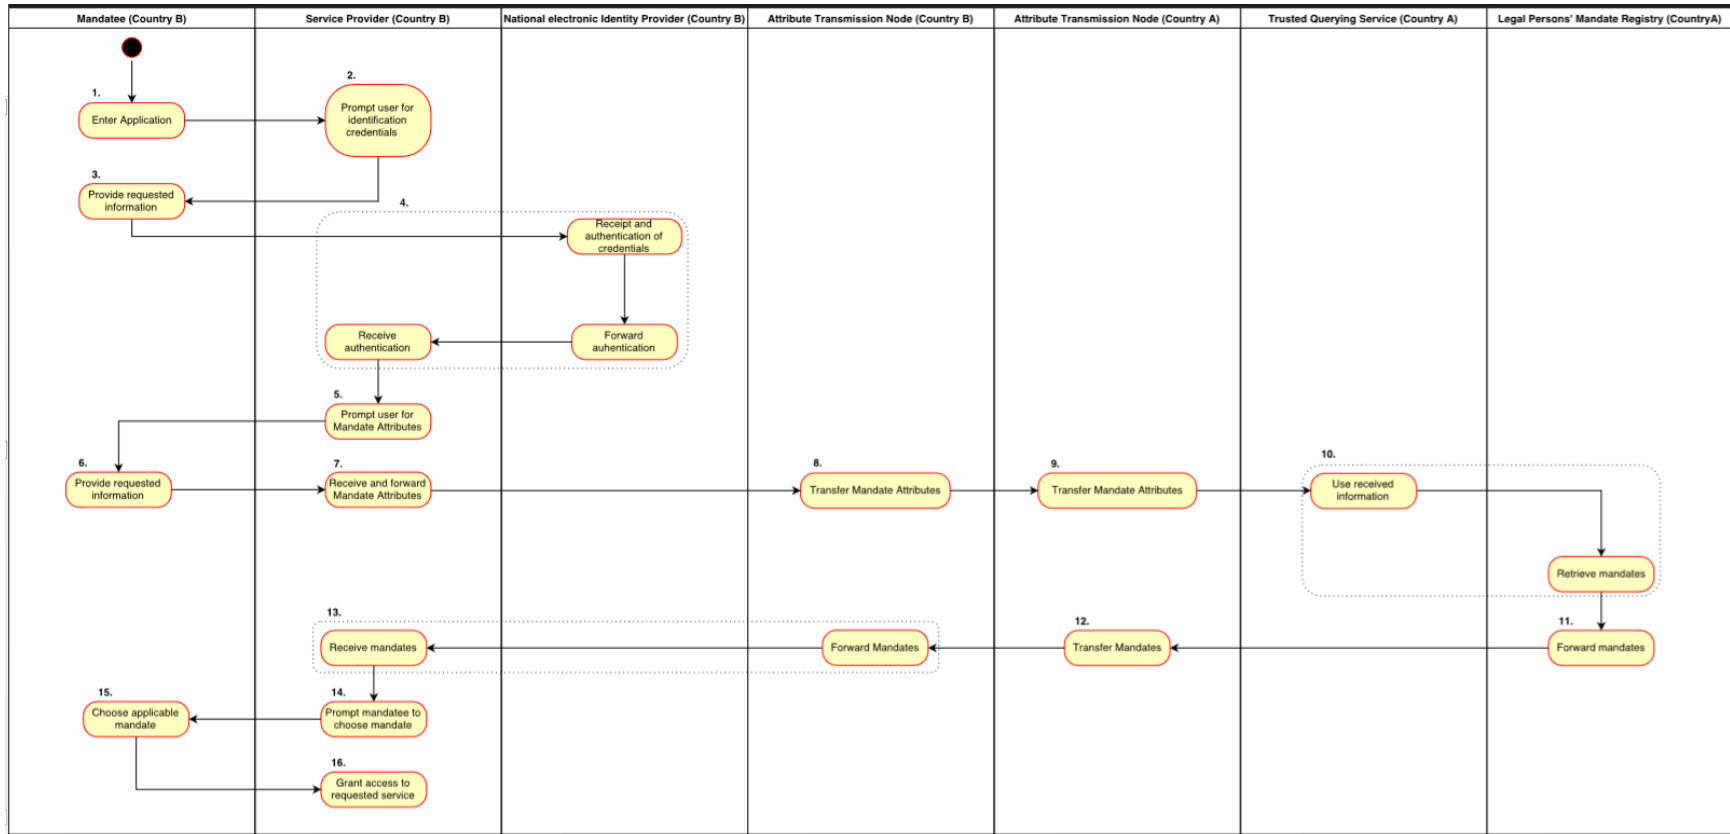 Mandatee (Country B)
Service Provider (Country B)
National electronic Identity Provider (Country B)
Attribute Transmission Node (Country B)
Attribute Transmission Node (Country A)
Trusted Querying Service (Country A)
Legal Persons' Mandate Registry (CountryA)
1.
Enter Application
2.
Prompt user for
identification
credentials
3.
Provide requested
information
4.
Receipt and
authentication of
credentials
Forward
auhentication
Receive
authentication
5.
Prompt user for
Mandate Attributes
6.
Provide requested
information
7.
Receive and forward
Mandate Attributes
8.
Transfer Mandate Attributes
9.
Transfer Mandate Attributes
10.
Use received
information
Retrieve mandates
11.
Forward mandates
12.
Transfer Mandates
13.
Forward Mandates
Receive mandates
14.
Prompt mandatee to
choose mandate
15.
Choose applicable
mandate
16.
Grant access to
requested service